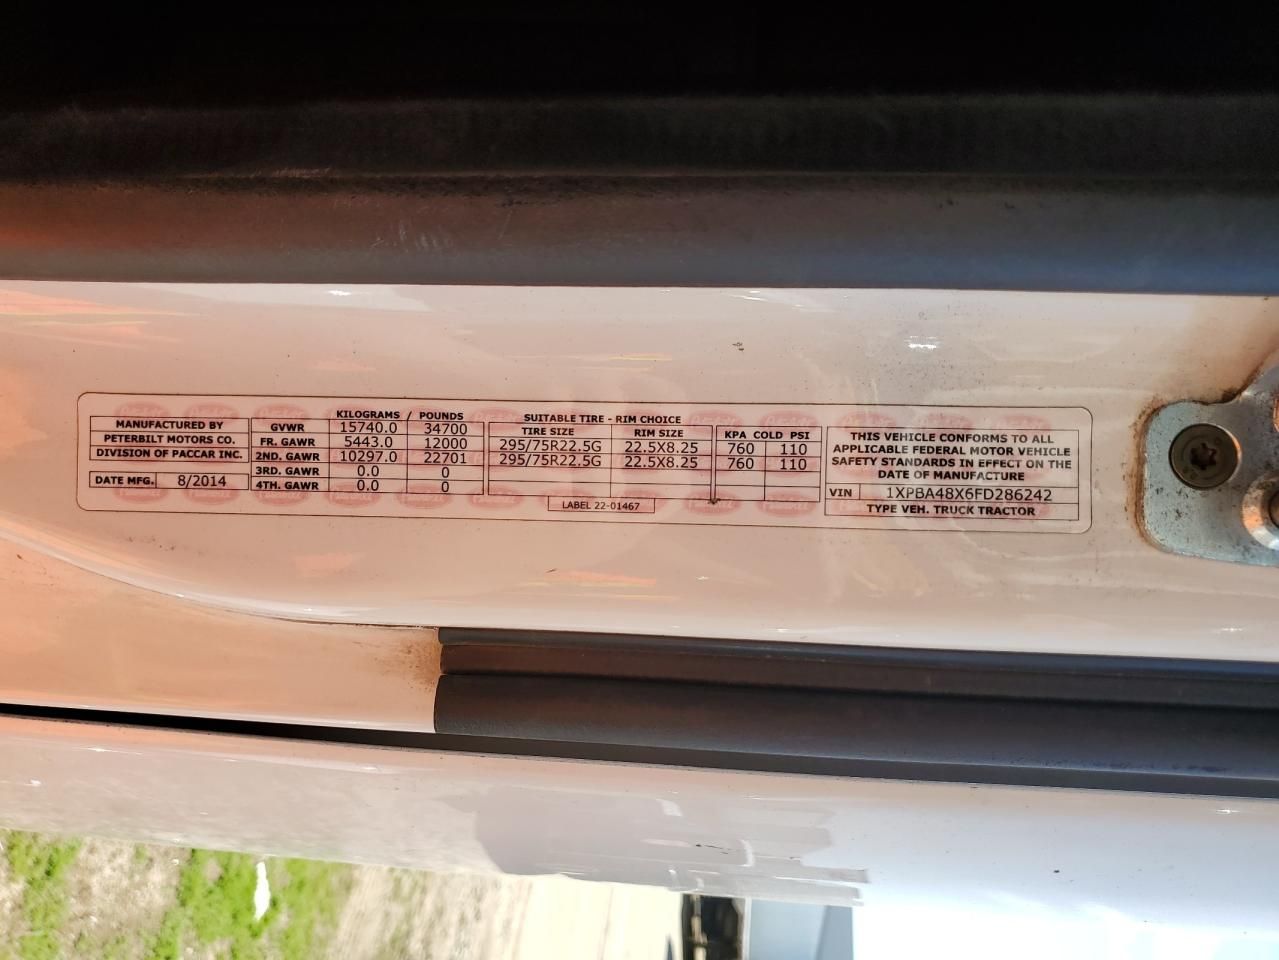 MANUFACTURED BY
PETERBILT MOTORS CO.
DIVISION OF PACCAR INC.
DATE MFG. 8/2014
KILOGRAMS / POUNDS
GVWR 15740.0 34700
FR. GAWR 5443.0 12000
2ND. GAWR 10297.0 22701
3RD. GAWR 0.0 0
4TH. GAWR 0.0 0
SUITABLE TIRE - RIM CHOICE
TIRE SIZE RIM SIZE KPA COLD PSI
295/75R22.5G 22.5X8.25 760 110
295/75R22.5G 22.5X8.25 760 110
LABEL 22-01467
THIS VEHICLE CONFORMS TO ALL
APPLICABLE FEDERAL MOTOR VEHICLE
SAFETY STANDARDS IN EFFECT ON THE
DATE OF MANUFACTURE
VIN 1XPBA48X6FD286242
TYPE VEH. TRUCK TRACTOR